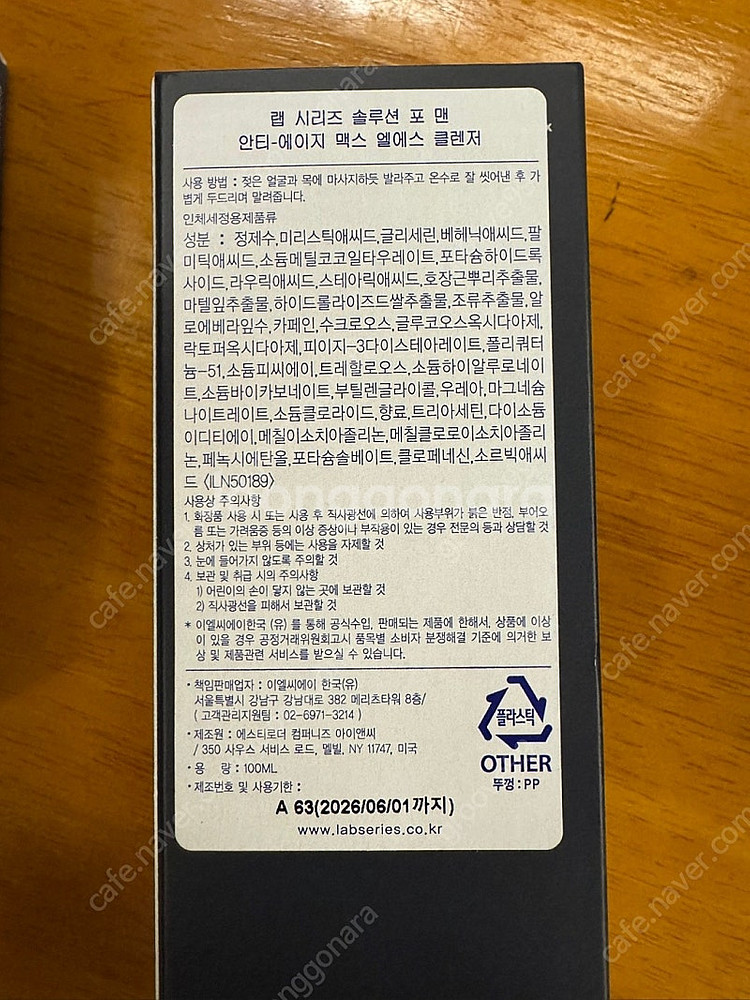 랩 시리즈 솔루션 포 맨
안티-에이지 맥스 엘에스 클렌저
사용 방법 : 젖은 얼굴과 목에 마사지하듯 발라주고 온수로 잘 씻어낸 후 가
볍게 두드리며 말려줍니다.
인체세정용제품류
성분 : 정제수,미리스틱애씨드,글리세린,베헤닉애씨드,팔
미틱애씨드,소듐메틸코코일타우레이트,포타슘하이드록
사이드,라우릭애씨드,스테아릭애씨드,호장근뿌리추출물,
마텔잎추출물,하이드롤라이즈드쌀추출물,조류추출물,알
로에베라잎수,카페인,수크로오스,글루코오스옥시다아제,
락토퍼옥시다아제,피이지-3다이스테아레이트,폴리쿼터
늄-51,소듐피씨에이,트레할로오스,소듐하이알루로네이
트,소듐바이카보네이트,부틸렌글라이콜,우레아,마그네슘
나이트레이트,소듐클로라이드,향료,트리아세틴,다이소듐
이디티에이,메칠이소치아졸리논,메칠클로로이소치아졸리
논,페녹시에탄올,포타슘솔베이트,클로페네신,소르빅애씨
드 <ILN50189>
사용상 주의사항
1. 화장품 사용 시 또는 사용 후 직사광선에 의하여 사용부위가 붉은 반점, 부어오
름 또는 가려움증 등의 이상 증상이나 부작용이 있는 경우 전문의 등과 상담할 것
2. 상처가 있는 부위 등에는 사용을 자제할 것
3. 눈에 들어가지 않도록 주의할 것
4. 보관 및 취급 시의 주의사항
1) 어린이의 손이 닿지 않는 곳에 보관할 것
2) 직사광선을 피해서 보관할 것
* 이엘씨에이한국 (유) 를 통해 공식수입, 판매되는 제품에 한해서, 상품에 이상
이 있을 경우 공정거래위원회고시 품목별 소비자 분쟁해결 기준에 의거한 보
상 및 제품관련 서비스를 받으실 수 있습니다.
• 책임판매업자 : 이엘씨에이 한국(유)
서울특별시 강남구 강남대로 382 메리츠타워 8층/
( 고객관리지원팀 : 02-6971-3214 )
• 제조원 : 에스티로더 컴퍼니즈 아이앤씨
/ 350 사우스 서비스 로드, 멜빌, NY 11747, 미국
• 용 량 : 100ML
• 제조번호 및 사용기한 :
A 63(2026/06/01까지)
www.labseries.co.kr
플라스틱
OTHER
뚜껑 : PP
cafe.naver.com
joonggonara